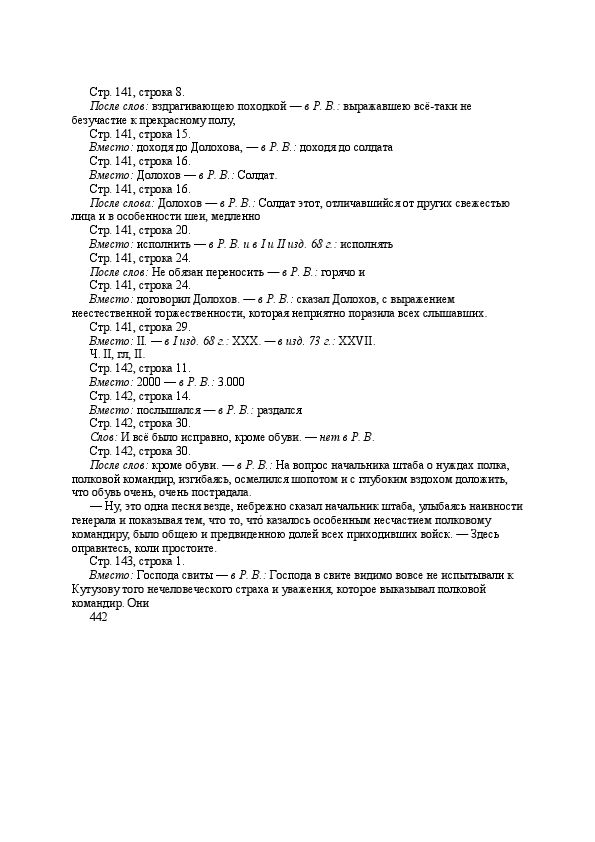 Стр. 141, строка 8.
После слов: вздрагивающею походкой — в Р. В.: выражавшею всё-таки не
безучастие к прекрасному полу,
Стр. 141, строка 15.
Вместо: доходя до Долохова, — в Р. В.: доходя до солдата
Стр. 141, строка 16.
Вместо: Долохов — в Р. В.: Солдат.
Стр. 141, строка 16.
После слова: Долохов — в Р. В.: Солдат этот, отличавшийся от других свежестью
лица и в особенности шеи, медленно
Стр. 141, строка 20.
Вместо: исполнить — в Р. В. и в I и II изд. 68 г.: исполнять
Стр. 141, строка 24.
После слов: Не обязан переносить — в Р. В.: горячо и
Стр. 141, строка 24.
Вместо: договорил Долохов. — в Р. В.: сказал Долохов, с выражением
неестественной торжественности, которая неприятно поразила всех слышавших.
Стр. 141, строка 29.
Вместо: II. — в I изд. 68 г.: XXX. — в изд. 73 г.: XXVII.
Ч. II, гл, II.
Стр. 142, строка 11.
Вместо: 2000 — в Р. В.: 3.000
Стр. 142, строка 14.
Вместо: послышался — в Р. В.: раздался
Стр. 142, строка 30.
Слов: И всё было исправно, кроме обуви. — нет в Р. В.
Стр. 142, строка 30.
После слов: кроме обуви. — в Р. В.: На вопрос начальника штаба о нуждах полка,
полковой командир, изгибаясь, осмелился шопотом и с глубоким вздохом доложить,
что обувь очень, очень пострадала.
— Ну, это одна песня везде, небрежно сказал начальник штаба, улыбаясь наивности
генерала и показывая тем, что то, чтó казалось особенным несчастием полковому
командиру, было общею и предвиденною долей всех приходивших войск. — Здесь
оправитесь, коли простоите.
Стр. 143, строка 1.
Вместо: Господа свиты — в Р. В.: Господа в свите видимо вовсе не испытывали к
Кутузову того нечеловеческого страха и уважения, которое выказывал полковой
командир. Они
442